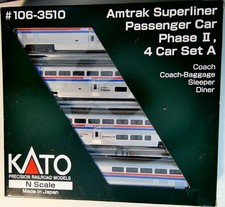 #106-3510
Amtrak Superliner
Passenger Car
Phase II,
4 Car Set A
Coach
Coach-Baggage
Sleeper
Diner
KATO
PRECISION RAILROAD MODELS
N Scale
Made in Japan